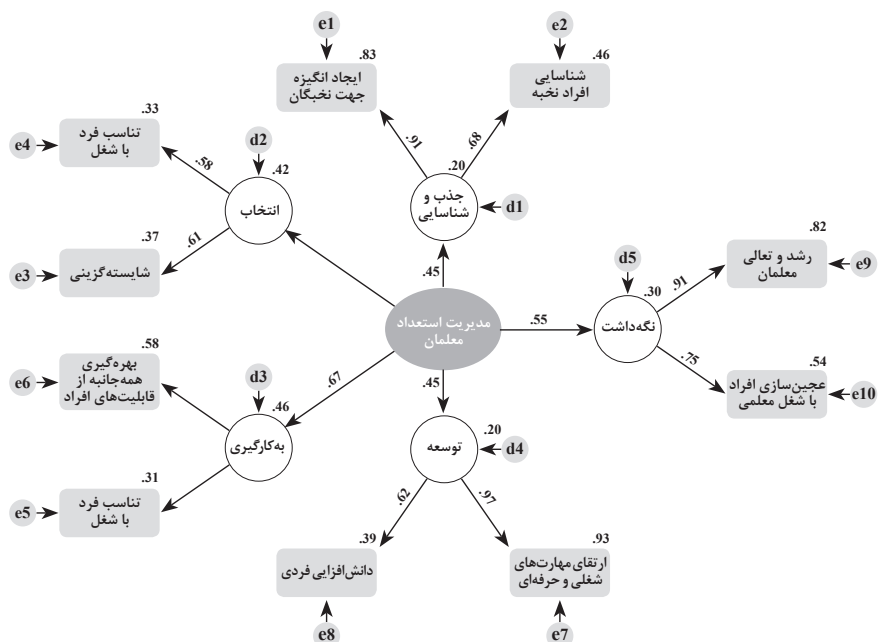 e1
e2
.83
.46
ایجاد انگیزه
جهت نخبگان
شناسایی
افراد نخبه
.33
e4
تناسب فرد
با شغل
d2
.42
.91
.68
.58
.20
انتخاب
جذب و
شناسایی
d1
.37
.61
e3
شایسته‌گزینی
.45
.82
d5
رشد و تعالی
معلمان
e9
.30
.91
مدیریت استعداد
معلمان
.55
نگه‌داشت
.75
.58
.54
e6
بهره‌گیری
همه‌جانبه از
قابلیت‌های افراد
d3
.67
.45
عجین‌سازی افراد
با شغل معلمی
e10
.46
.20
به‌کارگیری
توسعه
d4
.31
e5
تناسب فرد
با شغل
.62
.97
.39
.93
دانش‌افزایی فردی
ارتقای مهارت‌های
شغلی و حرفه‌ای
e8
e7